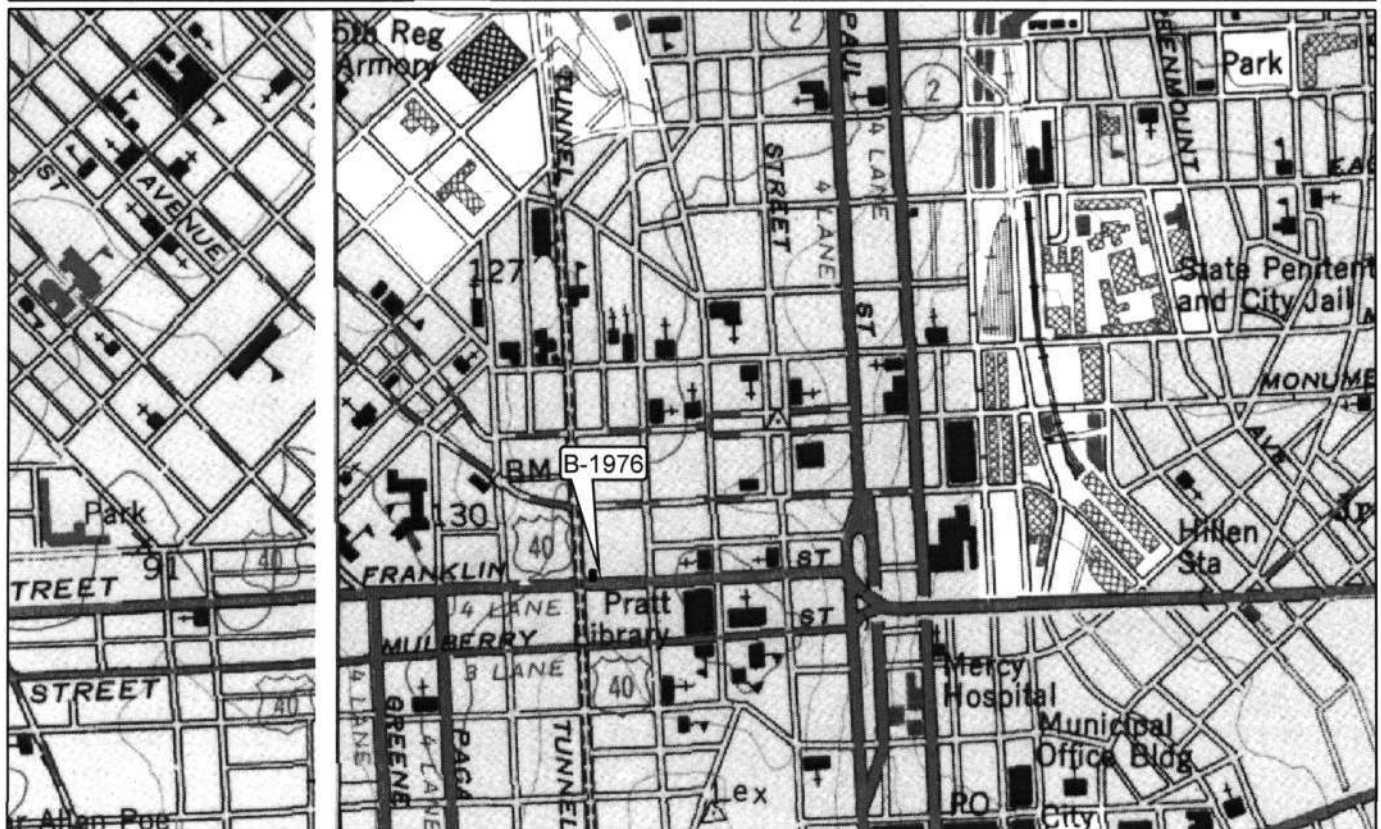 5th Reg
Armory
2
PAUL
ST
4 LANE
2
Park
TUNNEL
STREET
4 LANE
ST
AVENUE
127
State Peniten
and City Jail
MONUME
AVE
BM
B-1976
130
40
Park
91
40
Hillen
Sta
FRANKLIN
ST
TREET
4 LANE
Pratt
Library
ST
MULBERRY
3 LANE
40
STREET
40
4 LANE
GREENE
PACA
4 LANE
TUNNEL
Mercy
Hospital
Municipal
Office Bldg
Lex
PO
City
r Allan Poe